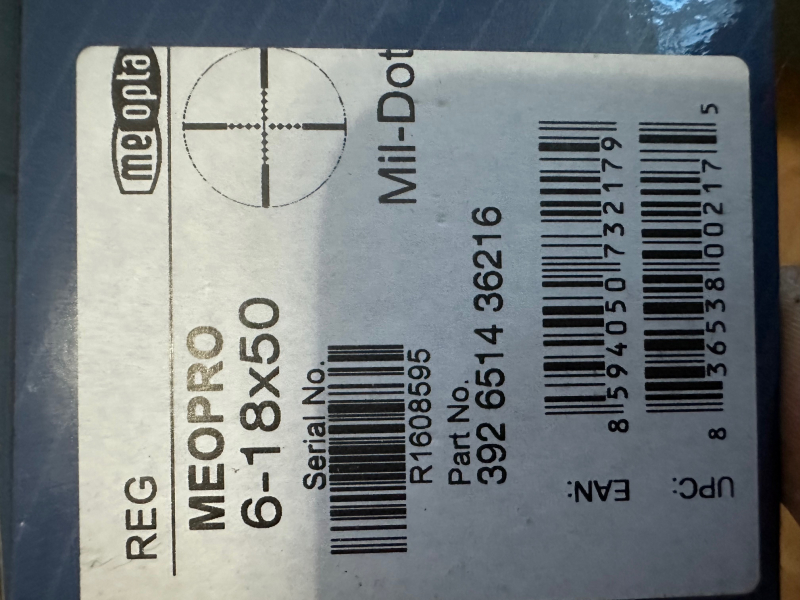 REG
meopta
MEOPRO
6-18x50
Serial No.
R1608595
Mil-Dot
Part No.
392 6514 36216
EAN:
8 594050 732179
UPC:
8 36538 00217 5